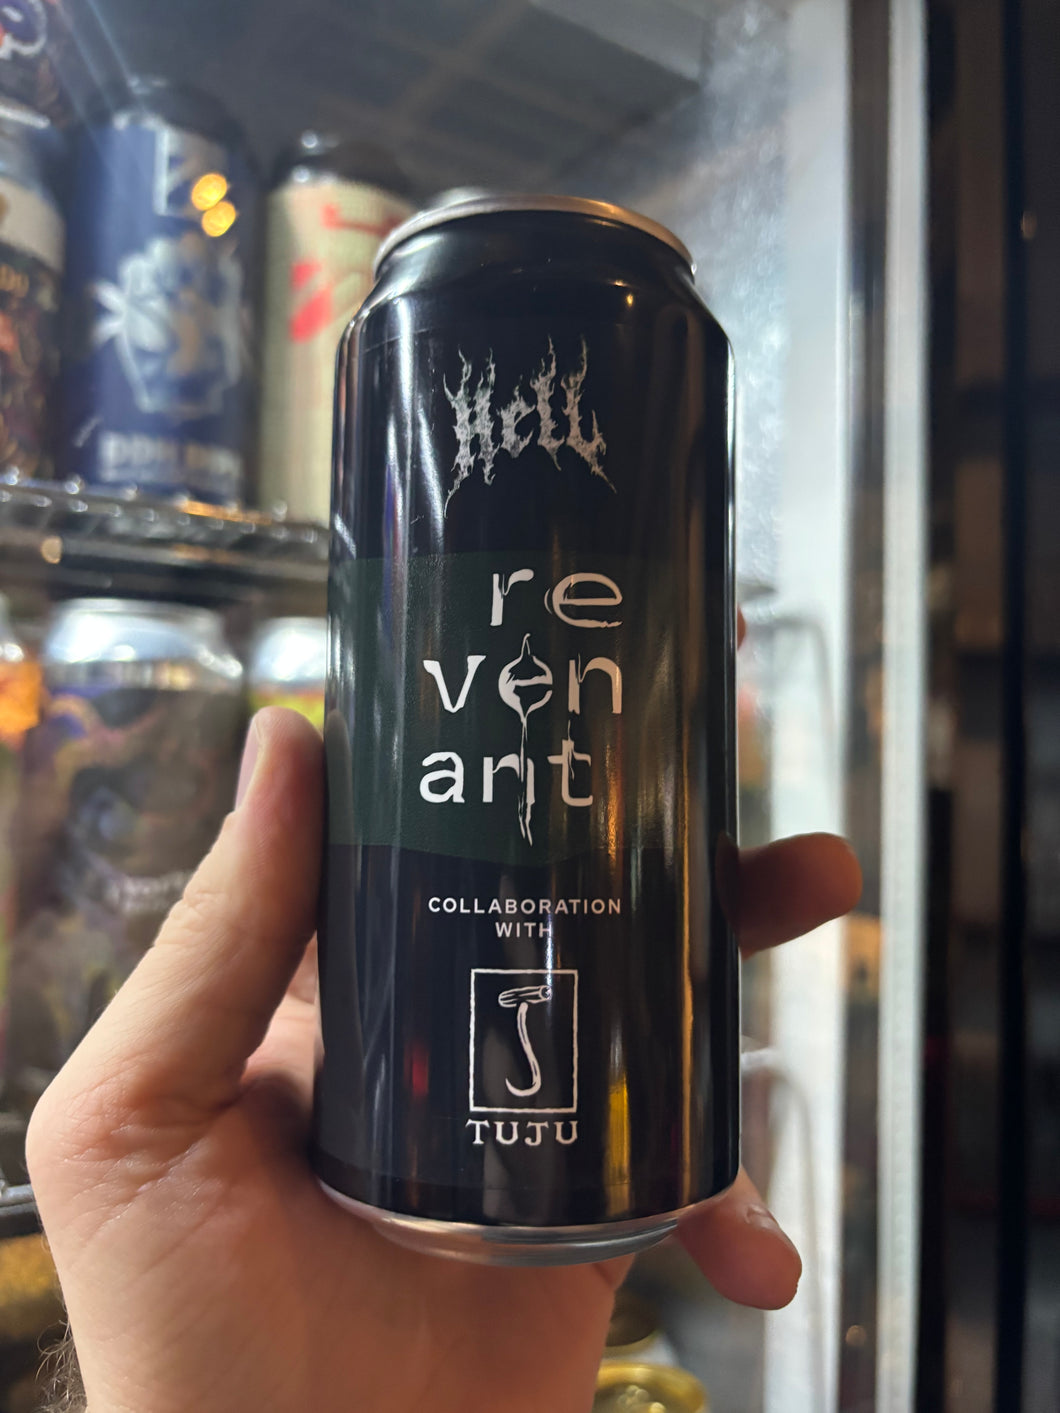 Hell
re
ven
ant
COLLABORATION
WITH
TUJU